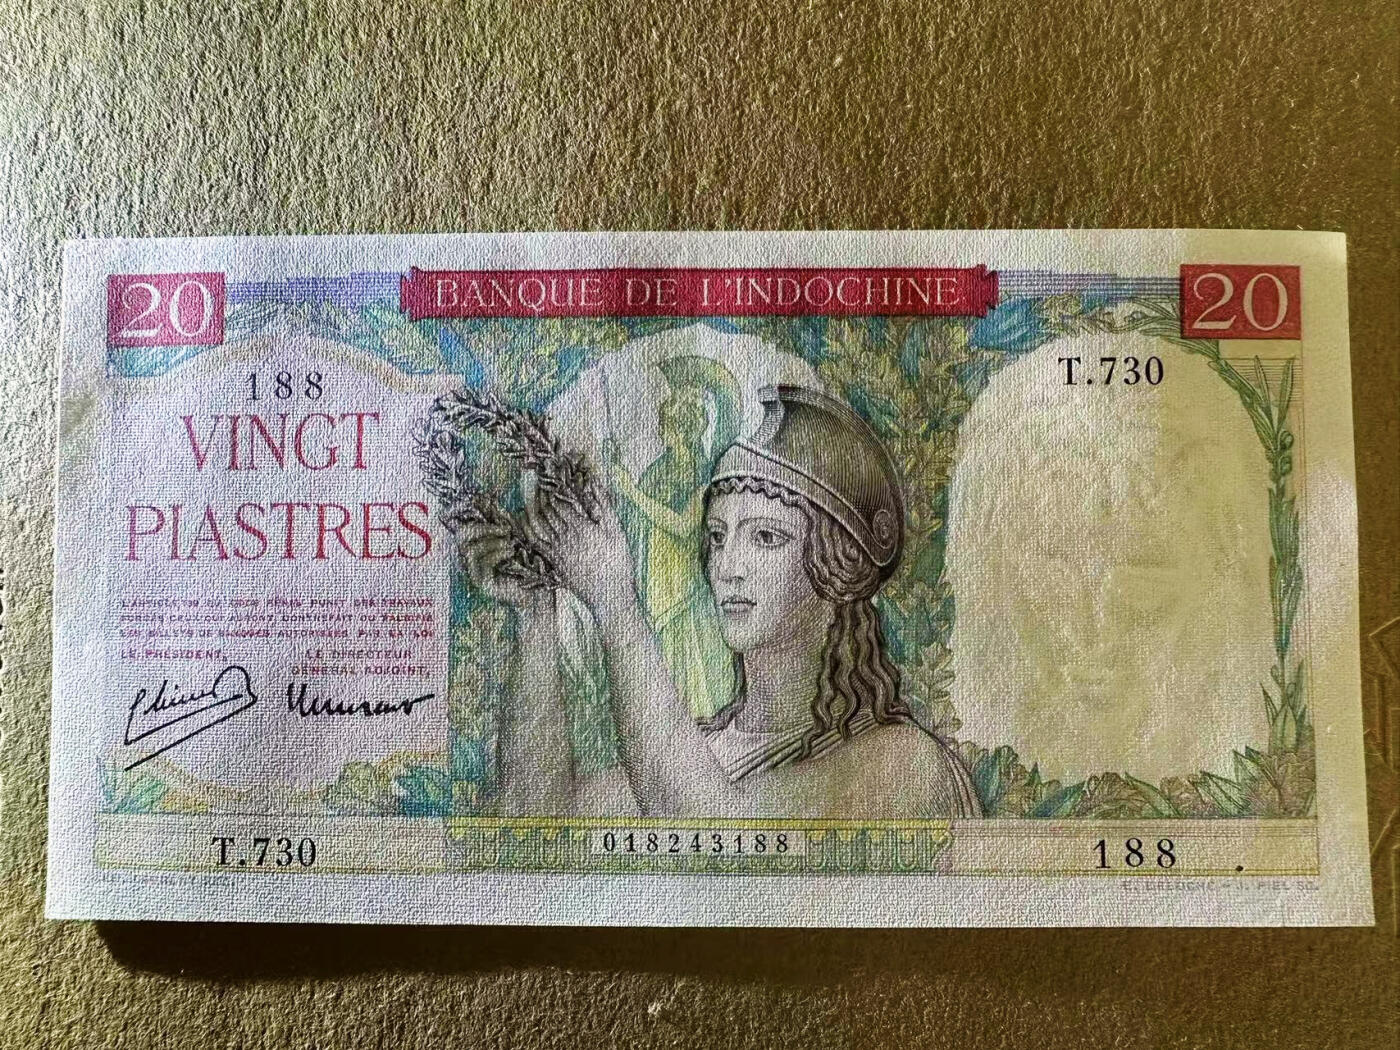 20 BANQUE DE L'INDOCHINE 20
188
T.730
VINGT
PIASTRES
LE PRÉSIDENT,
LE DIRECTEUR
GÉNÉRAL ADJOINT,
T.730
018243188
188